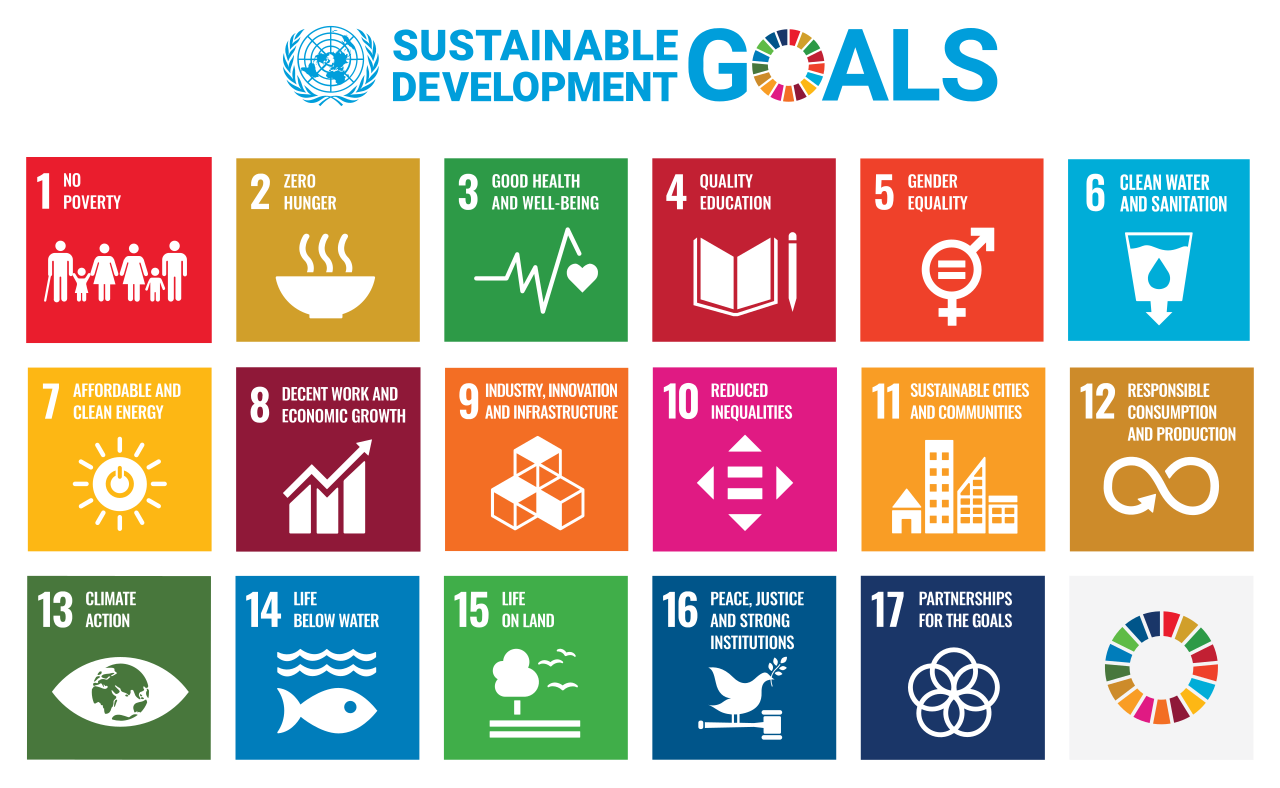 SUSTAINABLE
DEVELOPMENT
GOALS
1 NO
POVERTY
2 ZERO
HUNGER
3 GOOD HEALTH
AND WELL-BEING
4 QUALITY
EDUCATION
5 GENDER
EQUALITY
6 CLEAN WATER
AND SANITATION
7 AFFORDABLE AND
CLEAN ENERGY
8 DECENT WORK AND
ECONOMIC GROWTH
9 INDUSTRY, INNOVATION
AND INFRASTRUCTURE
10 REDUCED
INEQUALITIES
11 SUSTAINABLE CITIES
AND COMMUNITIES
12 RESPONSIBLE
CONSUMPTION
AND PRODUCTION
13 CLIMATE
ACTION
14 LIFE
BELOW WATER
15 LIFE
ON LAND
16 PEACE, JUSTICE
AND STRONG
INSTITUTIONS
17 PARTNERSHIPS
FOR THE GOALS